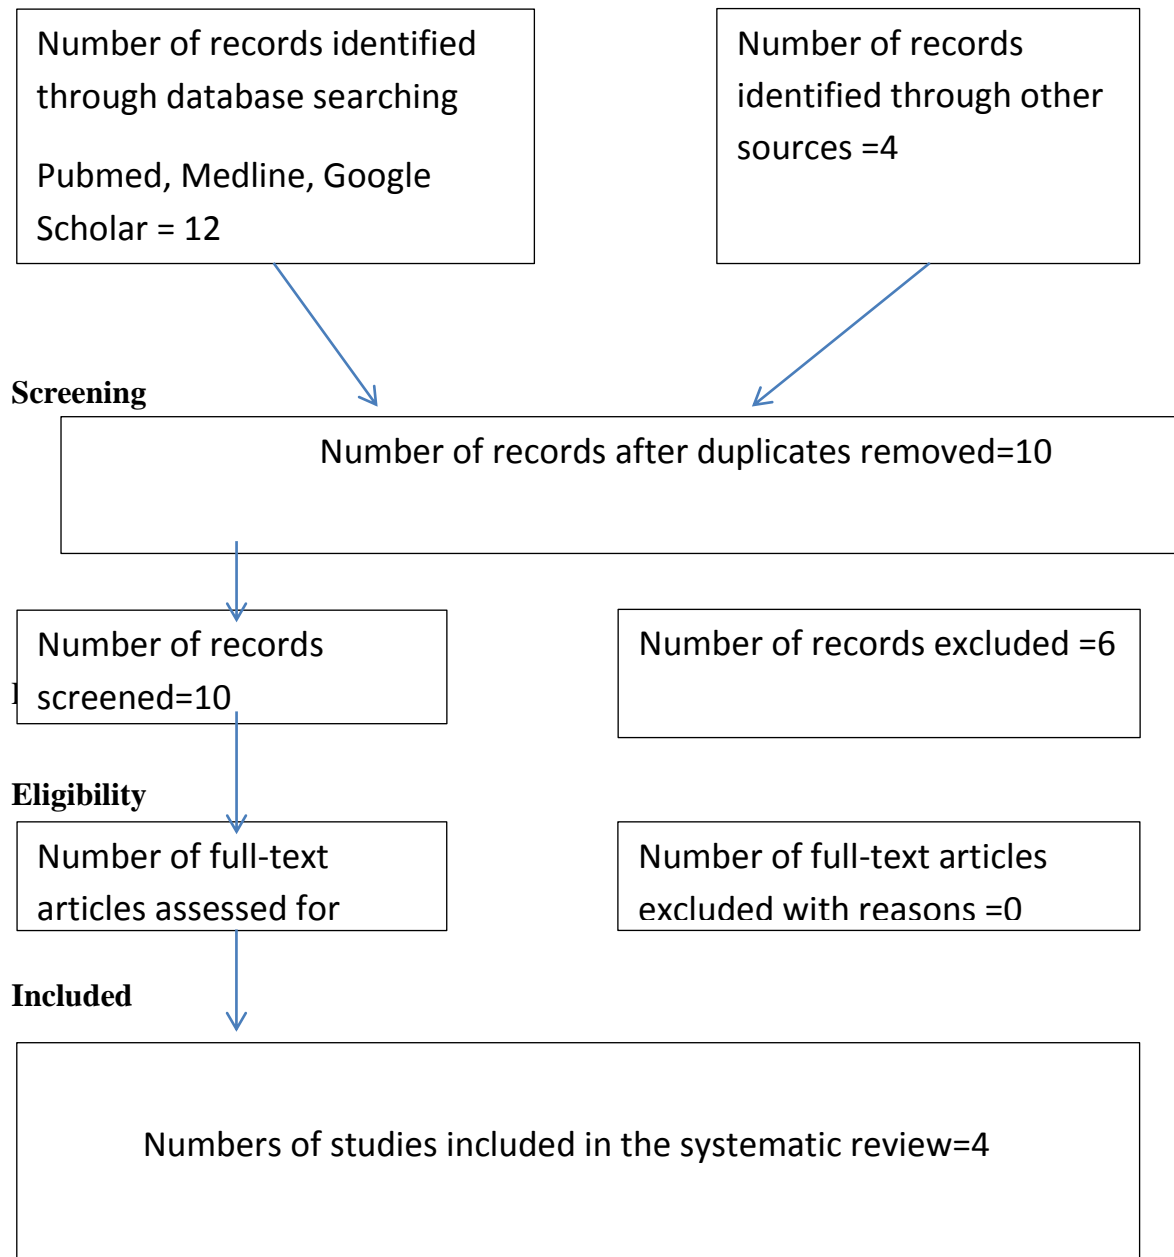 Number of records identified
through database searching
Pubmed, Medline, Google
Scholar = 12
Number of records
identified through other
sources =4
Screening
Number of records after duplicates removed=10
Number of records
screened=10
Number of records excluded =6
Eligibility
Number of full-text
articles assessed for
Number of full-text articles
excluded with reasons =0
Included
Numbers of studies included in the systematic review=4